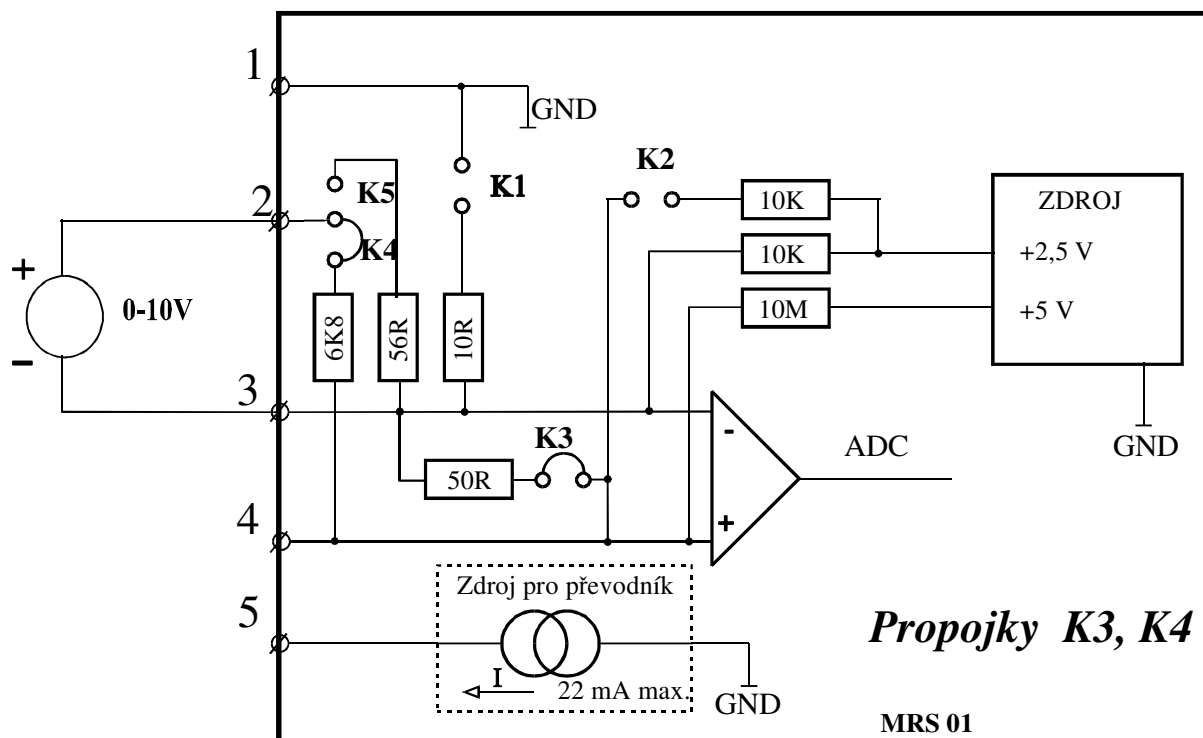 1
GND
K5
K1
K2
10K
ZDROJ
2
K4
10K
+2,5 V
+
0-10V
10M
+5 V
-
6K8
56R
10R
3
-
K3
ADC
GND
50R
4
+
Zdroj pro převodník
5
Propojky K3, K4
I
22 mA max.
GND
MRS 01